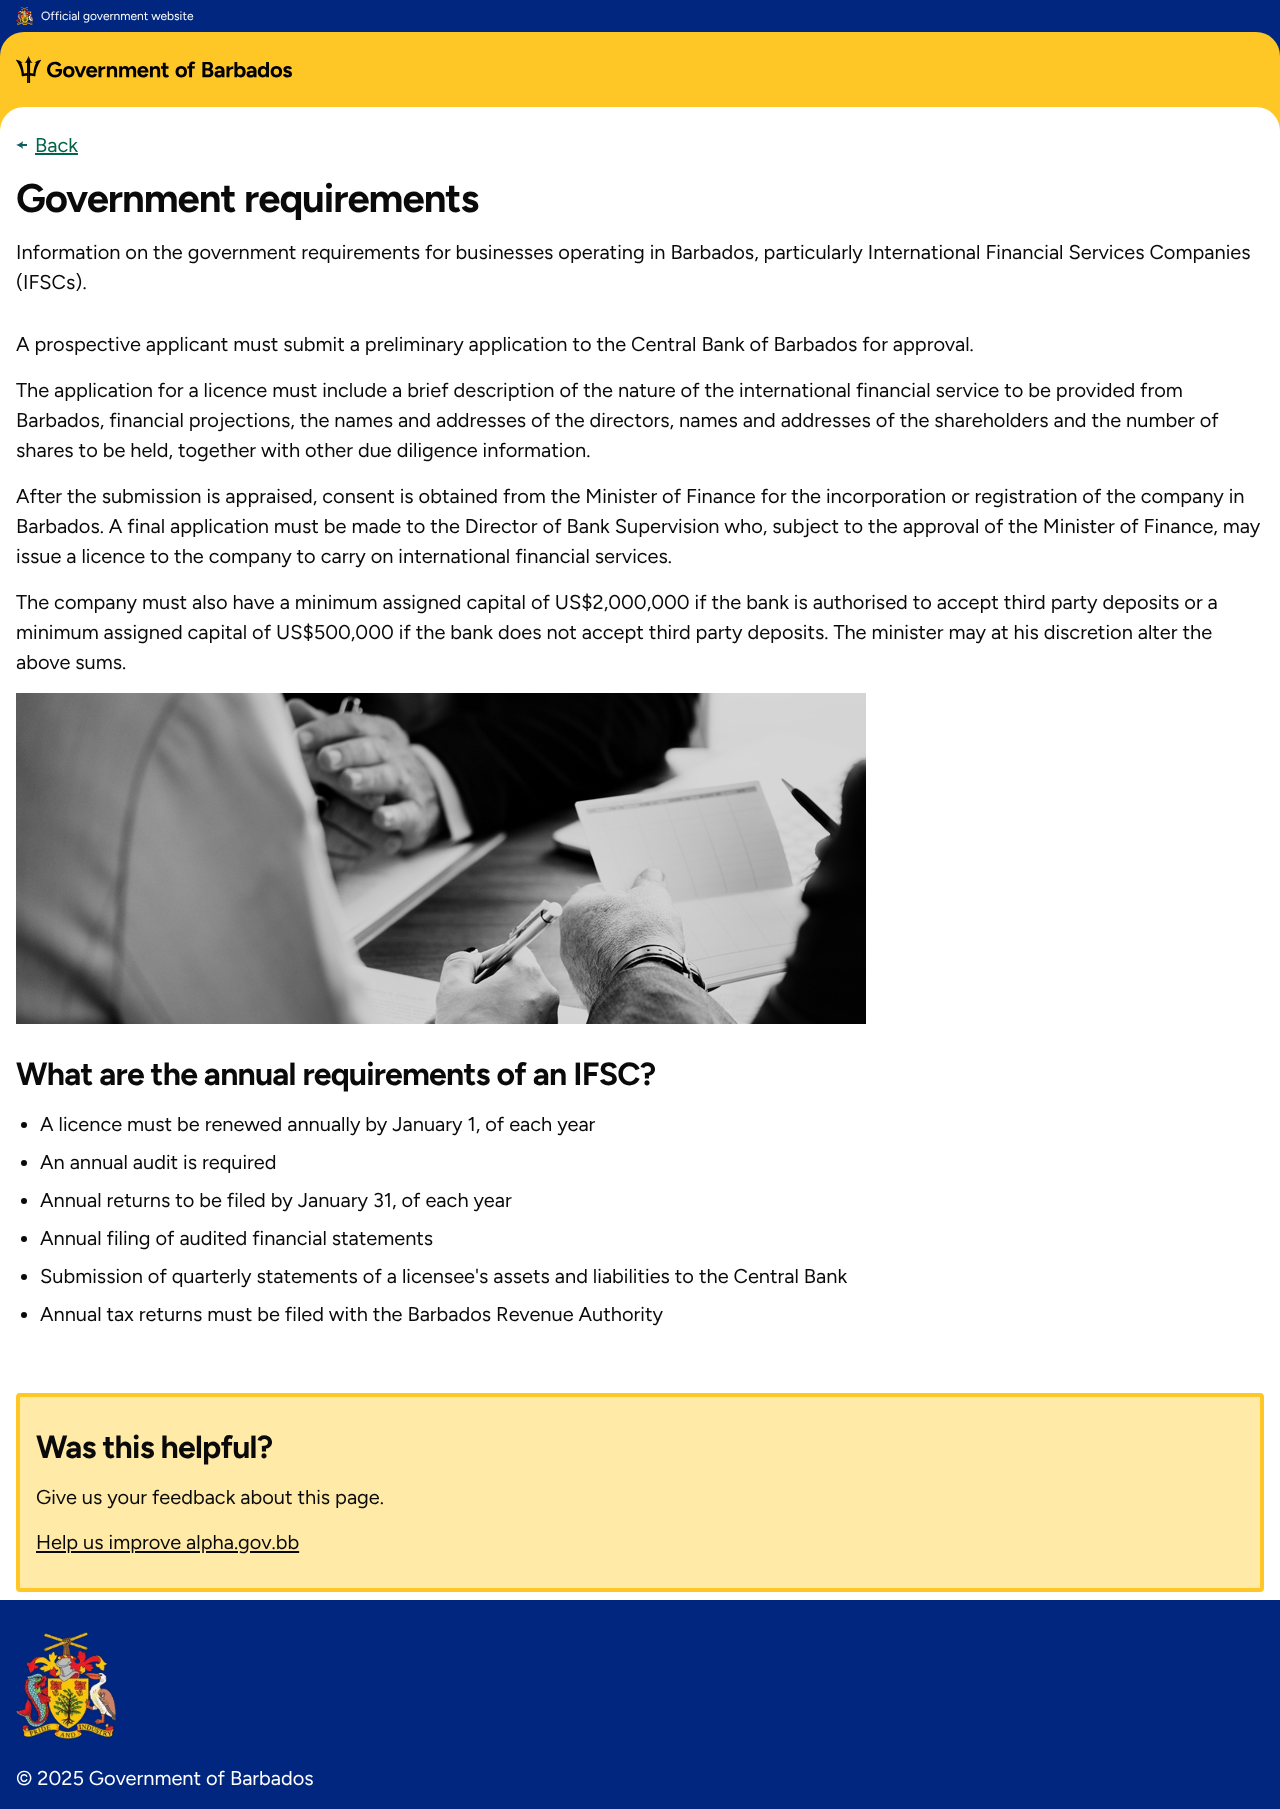 Official government website
Government of Barbados
Back
Government requirements
Information on the government requirements for businesses operating in Barbados, particularly International Financial Services Companies
(IFSCs).
A prospective applicant must submit a preliminary application to the Central Bank of Barbados for approval.
The application for a licence must include a brief description of the nature of the international financial service to be provided from
Barbados, financial projections, the names and addresses of the directors, names and addresses of the shareholders and the number of
shares to be held, together with other due diligence information.
After the submission is appraised, consent is obtained from the Minister of Finance for the incorporation or registration of the company in
Barbados. A final application must be made to the Director of Bank Supervision who, subject to the approval of the Minister of Finance, may
issue a licence to the company to carry on international financial services.
The company must also have a minimum assigned capital of US$2,000,000 if the bank is authorised to accept third party deposits or a
minimum assigned capital of US$500,000 if the bank does not accept third party deposits. The minister may at his discretion alter the
above sums.
What are the annual requirements of an IFSC?
• A licence must be renewed annually by January 1, of each year
• An annual audit is required
• Annual returns to be filed by January 31, of each year
• Annual filing of audited financial statements
• Submission of quarterly statements of a licensee's assets and liabilities to the Central Bank
• Annual tax returns must be filed with the Barbados Revenue Authority
Was this helpful?
Give us your feedback about this page.
Help us improve alpha.gov.bb
PRIDE AND INDUSTRY
© 2025 Government of Barbados